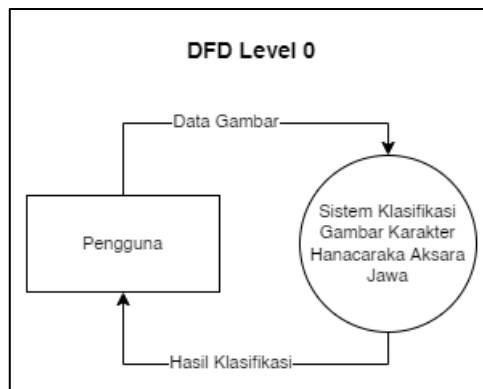 DFD Level 0
Data Gambar
Pengguna
Sistem Klasifikasi
Gambar Karakter
Hanacaraka Aksara
Jawa
Hasil Klasifikasi